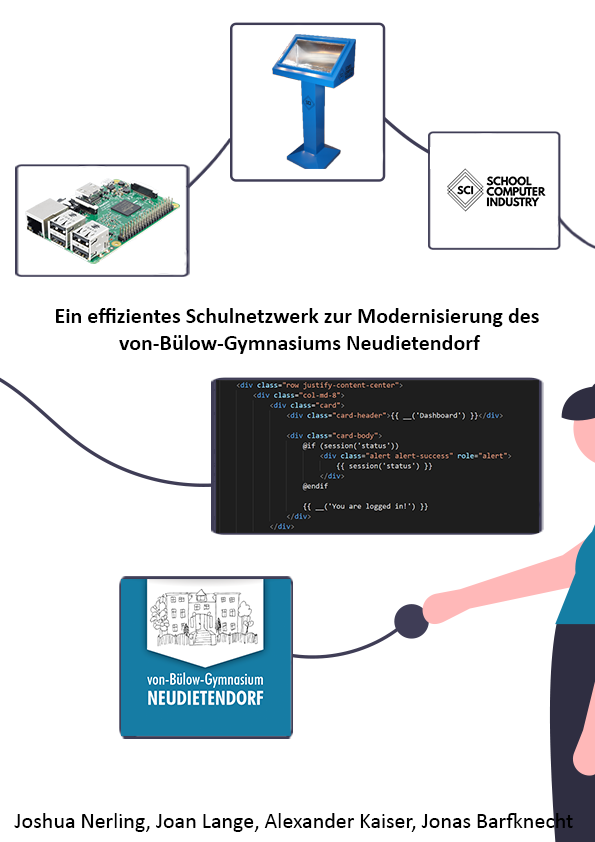 SCI
SCHOOL
COMPUTER
INDUSTRY
Ein effizientes Schulnetzwerk zur Modernisierung des
von-Bülow-Gymnasiums Neudietendorf
<div class="row justify-content-center">
<div class="col-md-8">
<div class="card">
<div class="card-header">{{ __('Dashboard') }}</div>
<div class="card-body">
@if (session('status'))
<div class="alert alert-success" role="alert">
{{ session('status') }}
</div>
@endif
{{ __('You are logged in!') }}
</div>
</div>
von-Bülow-Gymnasium
NEUDIETENDORF
Joshua Nerling, Joan Lange, Alexander Kaiser, Jonas Barfknecht